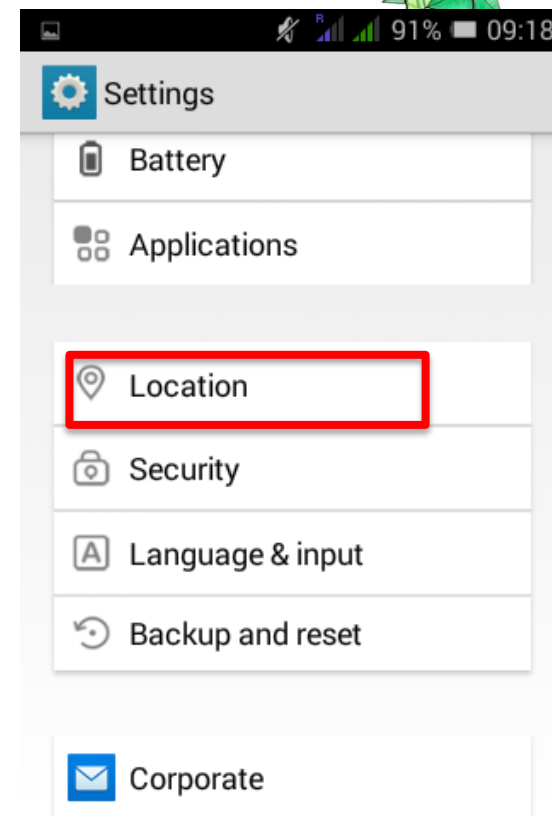 R 91% 09:18
Settings
Battery
Applications
Location
Security
A Language & input
Backup and reset
Corporate